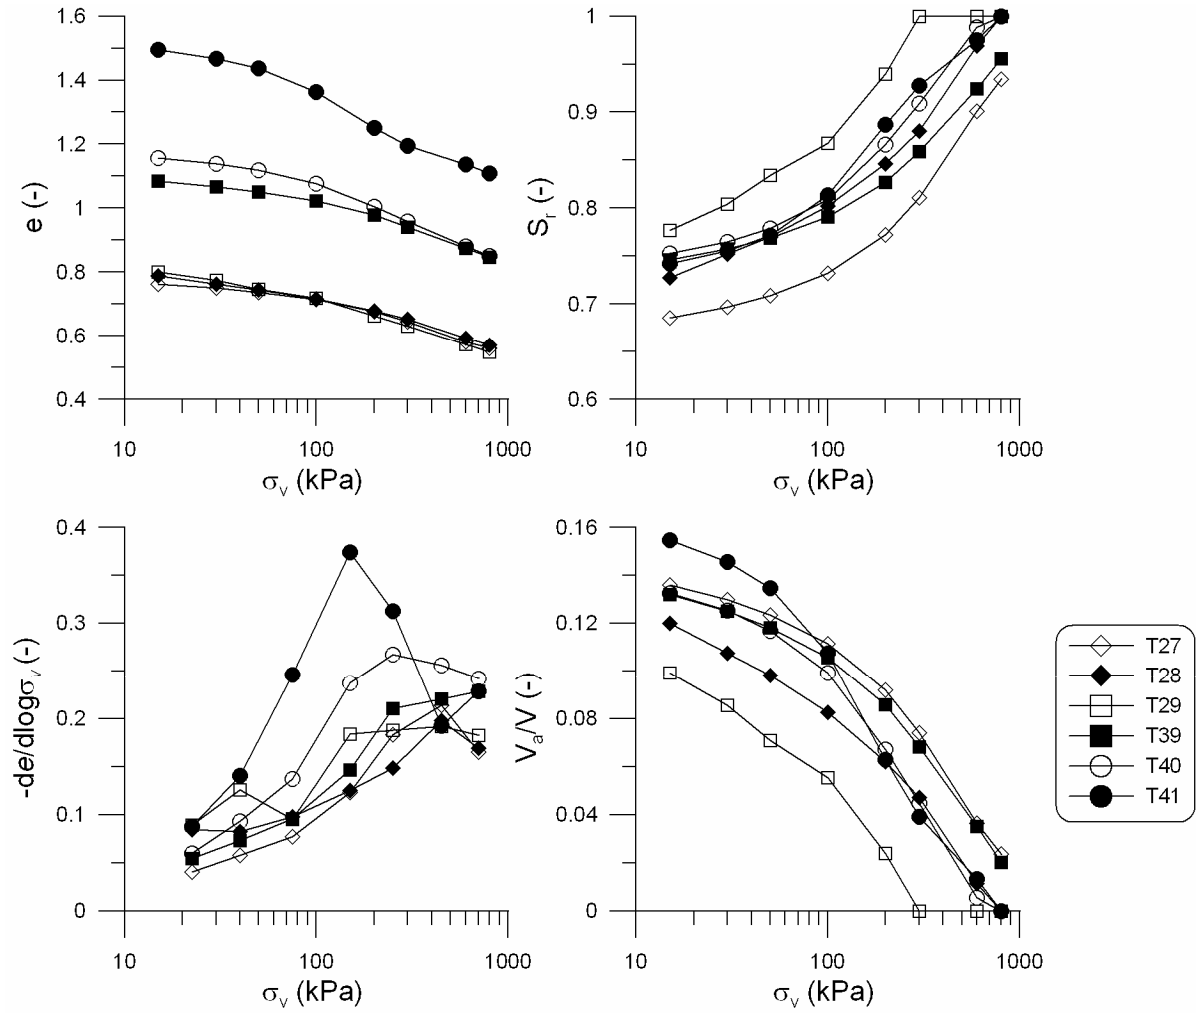 1.6
1.4
1.2
1
0.8
0.6
0.4
e (-)
10
100
1000
σv (kPa)
1
0.9
0.8
0.7
0.6
Sr (-)
10
100
1000
σv (kPa)
0.4
0.3
0.2
0.1
0
-de/dlogσv (-)
10
100
1000
σv (kPa)
0.16
0.12
0.08
0.04
0
Va/V (-)
10
100
1000
σv (kPa)
T27
T28
T29
T39
T40
T41